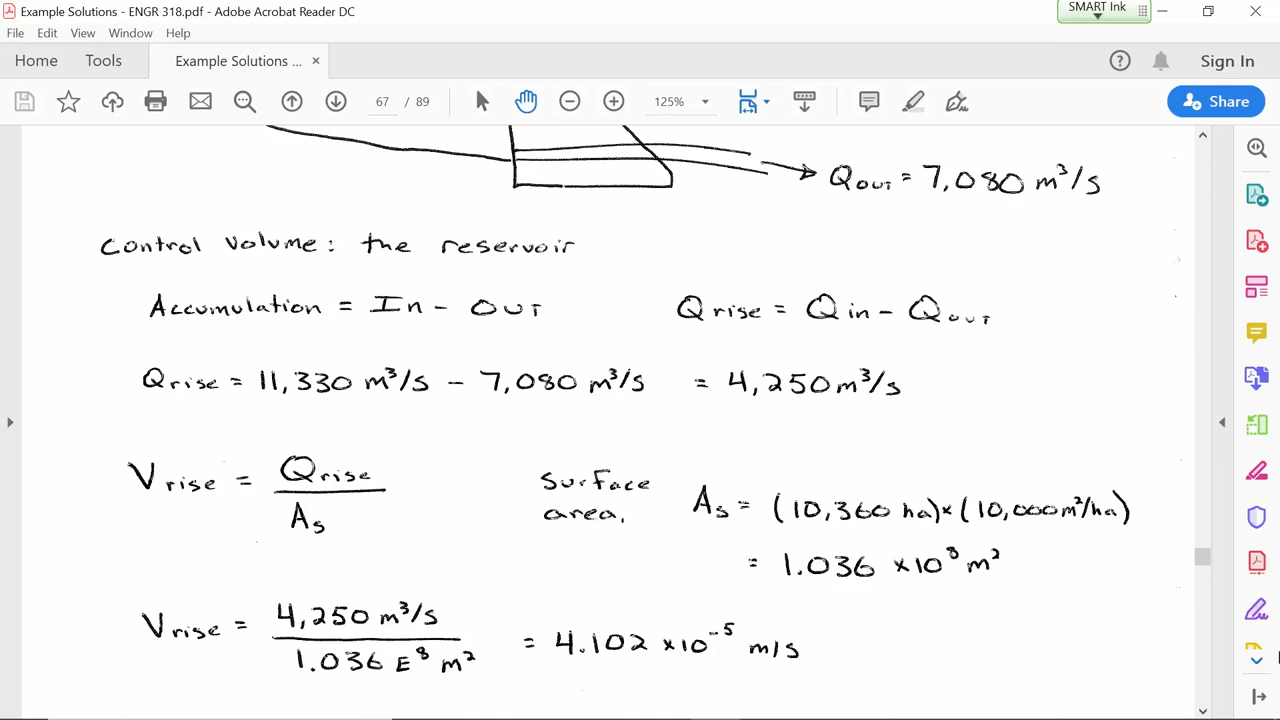 Example Solutions - ENGR 318.pdf - Adobe Acrobat Reader DC
SMART Ink
File Edit View Window Help
Home Tools Example Solutions ... × Sign In
67 / 89 125% Share
Qout = 7,080 m³/s
Control Volume: the reservoir
Accumulation = In - Out Qrise = Qin - Qout
Qrise = 11,330 m³/s - 7,080 m³/s = 4,250 m³/s
Vrise = Qrise / As
Surface area. As = (10,360 ha) × (10,000 m²/ha)
= 1.036 × 10⁸ m²
Vrise = 4,250 m³/s / 1.036 E⁸ m² = 4.102 × 10⁻⁵ m/s